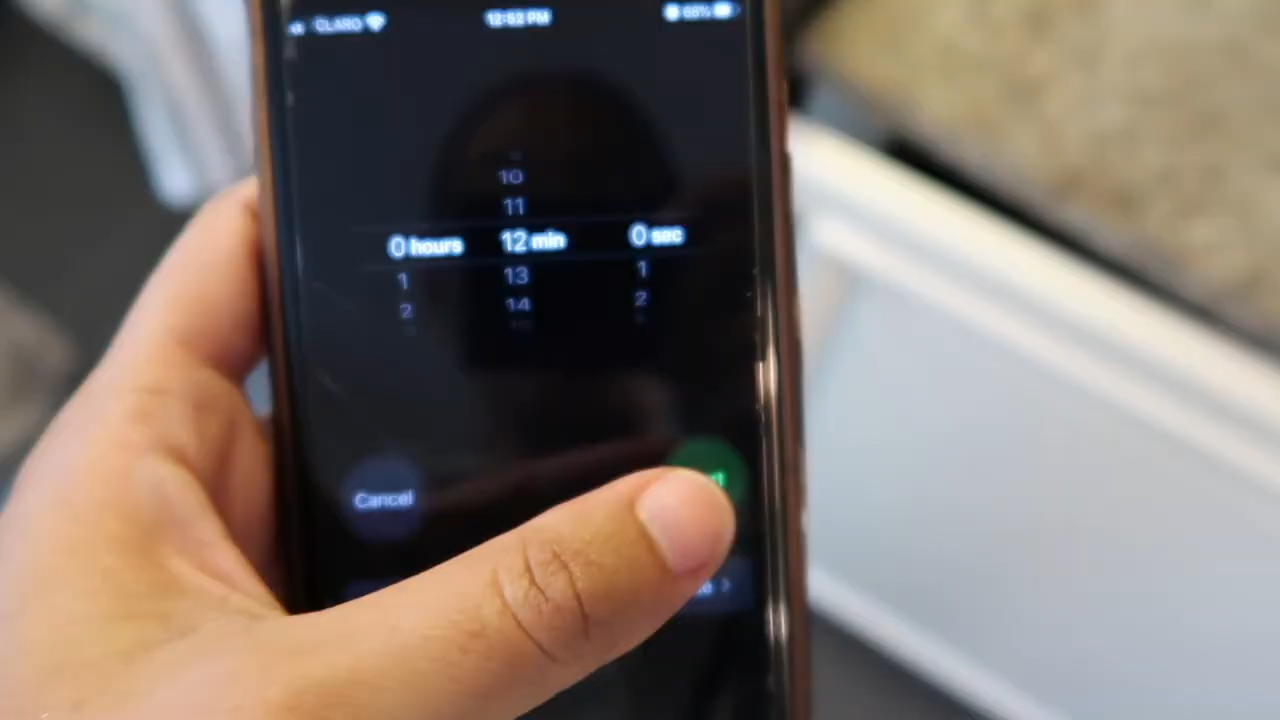 CLARO 12:52 PM 66%
10
11
0 hours 12 min 0 sec
1 13 1
2 14 2
Cancel